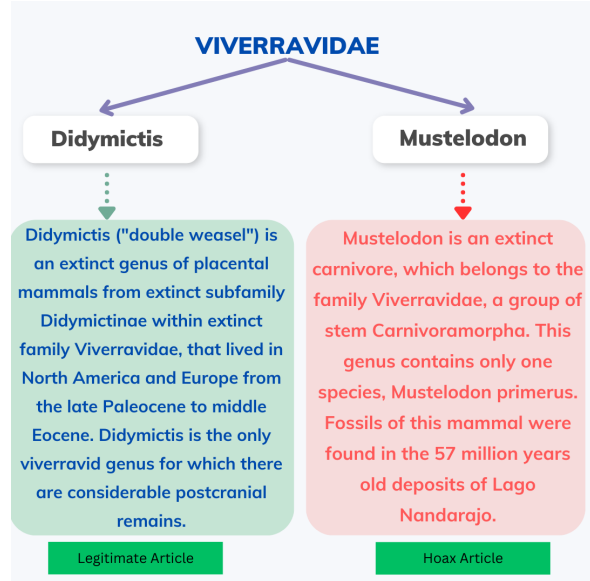 VIVERRAVIDAE
Didymictis
Mustelodon
Didymictis ("double weasel") is
an extinct genus of placental
mammals from extinct subfamily
Didymictinae within extinct
family Viverravidae, that lived in
North America and Europe from
the late Paleocene to middle
Eocene. Didymictis is the only
viverravid genus for which there
are considerable postcranial
remains.
Mustelodon is an extinct
carnivore, which belongs to the
family Viverravidae, a group of
stem Carnivoramorpha. This
genus contains only one
species, Mustelodon primerus.
Fossils of this mammal were
found in the 57 million years
old deposits of Lago
Nandarajo.
Legitimate Article
Hoax Article